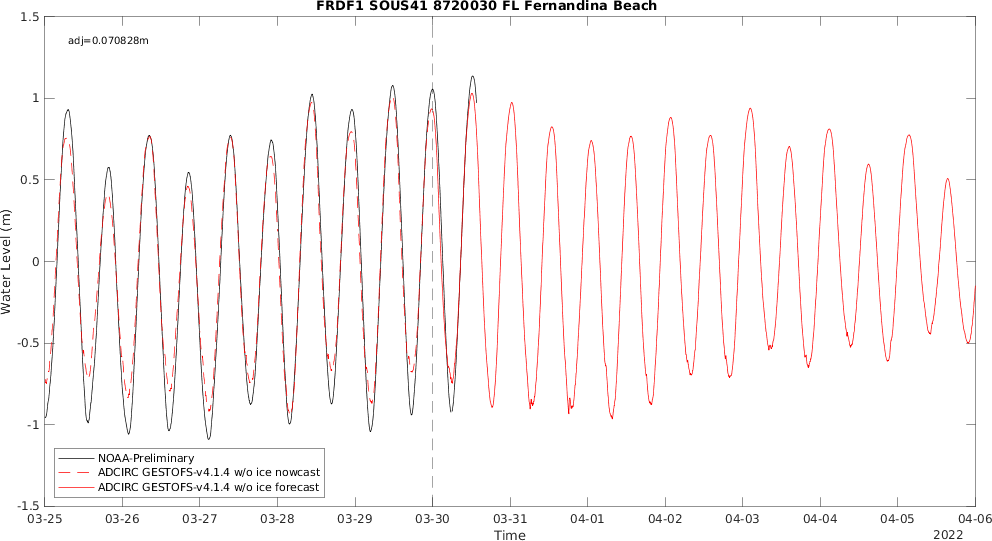 FRDF1 SOUS41 8720030 FL Fernandina Beach
1.5
adj=0.070828m
1
0.5
0
-0.5
-1
-1.5
Water Level (m)
NOAA-Preliminary
ADCIRC GESTOFS-v4.1.4 w/o ice nowcast
ADCIRC GESTOFS-v4.1.4 w/o ice forecast
03-25 03-26 03-27 03-28 03-29 03-30 03-31 04-01 04-02 04-03 04-04 04-05 04-06
Time
2022